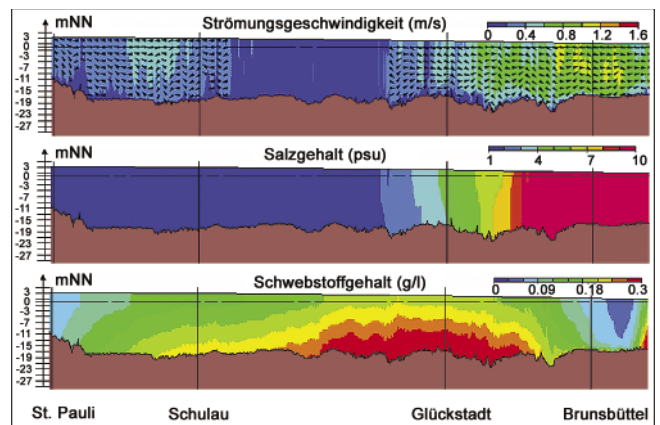 mNN
Strömungsgeschwindigkeit (m/s)
0 0.4 0.8 1.2 1.6
3
0
-3
-7
-11
-15
-19
-23
-27
mNN
Salzgehalt (psu)
1 4 7 10
3
0
-3
-7
-11
-15
-19
-23
-27
mNN
Schwebstoffgehalt (g/l)
0 0.09 0.18 0.3
3
0
-3
-7
-11
-15
-19
-23
-27
St. Pauli Schulau Glückstadt Brunsbüttel